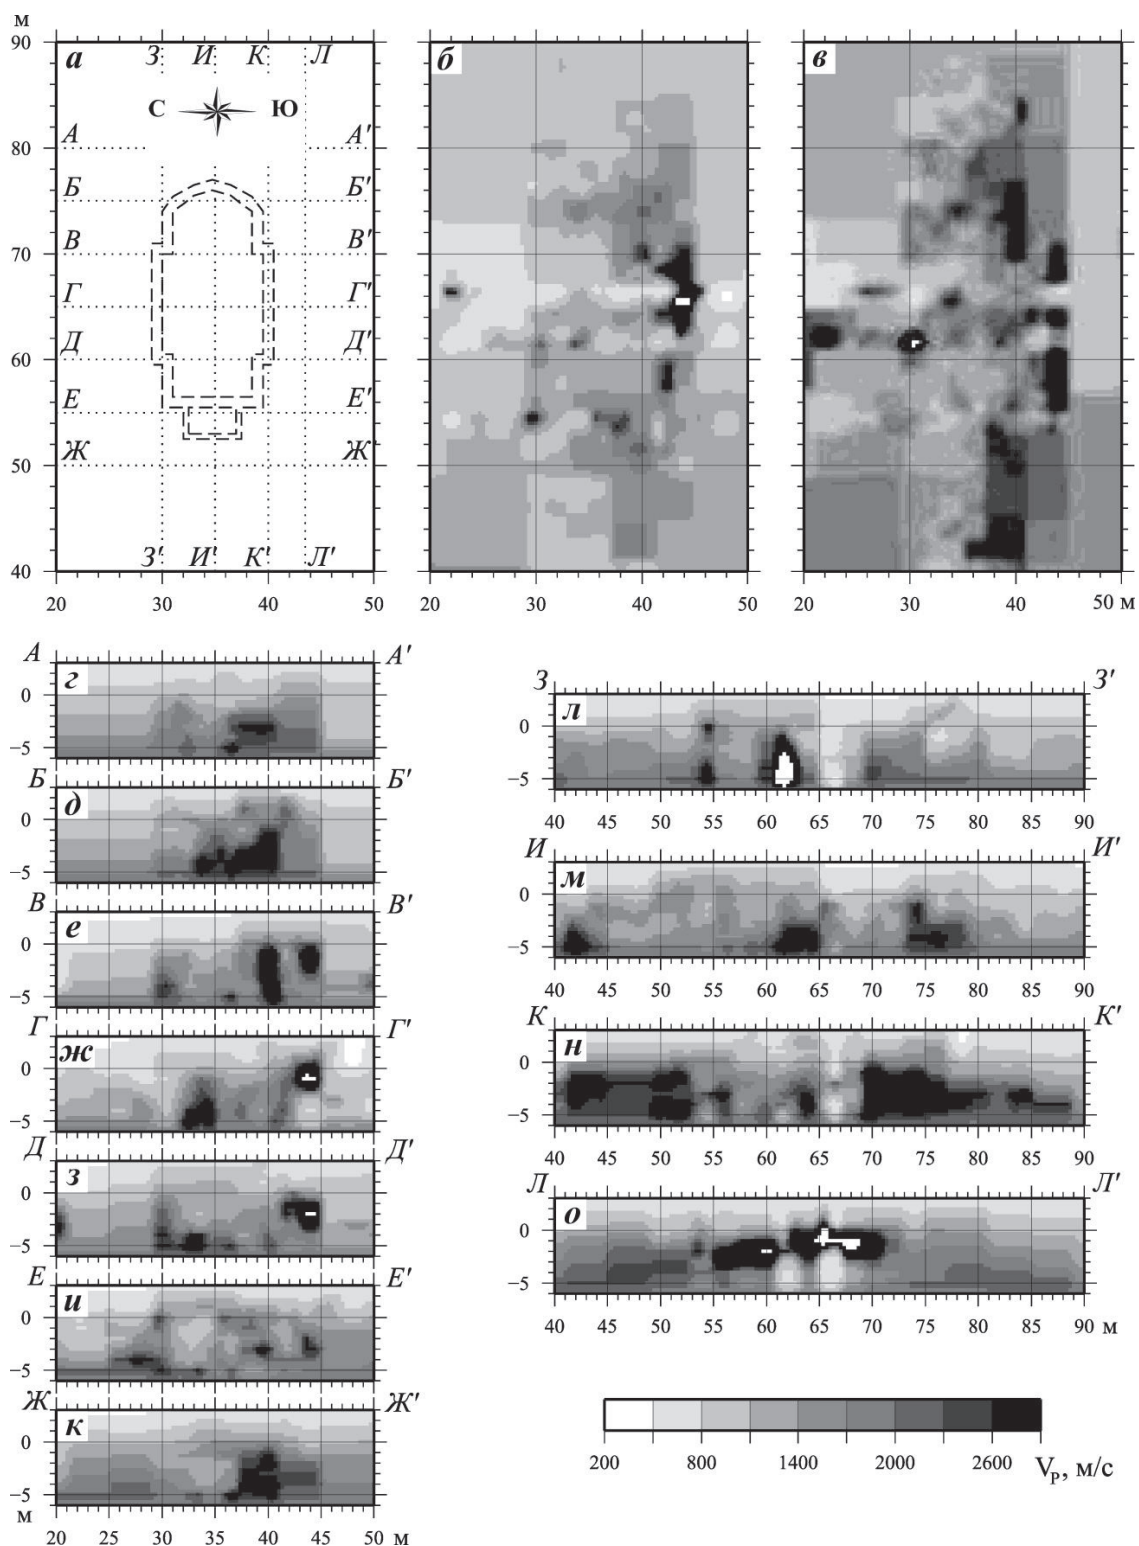 м
90
80
70
60
50
40
а
З И К Л
С Ю
А А'
Б Б'
В В'
Г Г'
Д Д'
Е Е'
Ж Ж'
З' И' К' Л'
20 30 40 50
б
20 30 40 50
в
20 30 40 50 м
А А'
г
0
−5
Б Б'
д
0
−5
В В'
е
0
−5
Г Г'
ж
0
−5
Д Д'
з
0
−5
Е Е'
и
0
−5
Ж Ж'
к
0
−5
м
20 25 30 35 40 45 50 м
З З'
л
0
−5
40 45 50 55 60 65 70 75 80 85 90
И И'
м
0
−5
40 45 50 55 60 65 70 75 80 85 90
К К'
н
0
−5
40 45 50 55 60 65 70 75 80 85 90
Л Л'
о
0
−5
40 45 50 55 60 65 70 75 80 85 90 м
200 800 1400 2000 2600 Vp, м/с